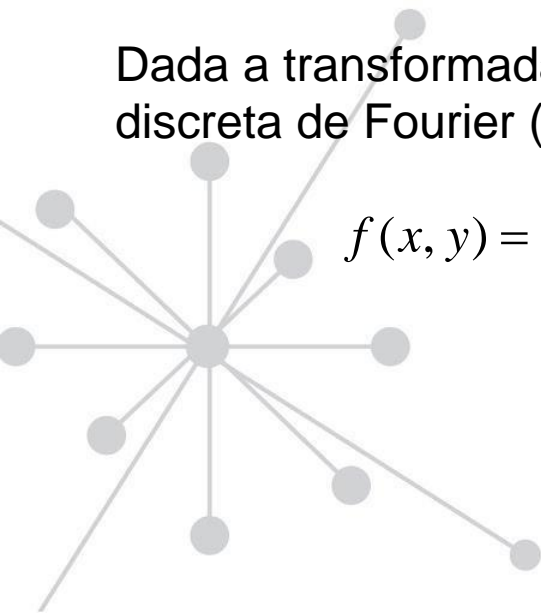 Dada a transformada
discreta de Fourier (
f(x, y) =